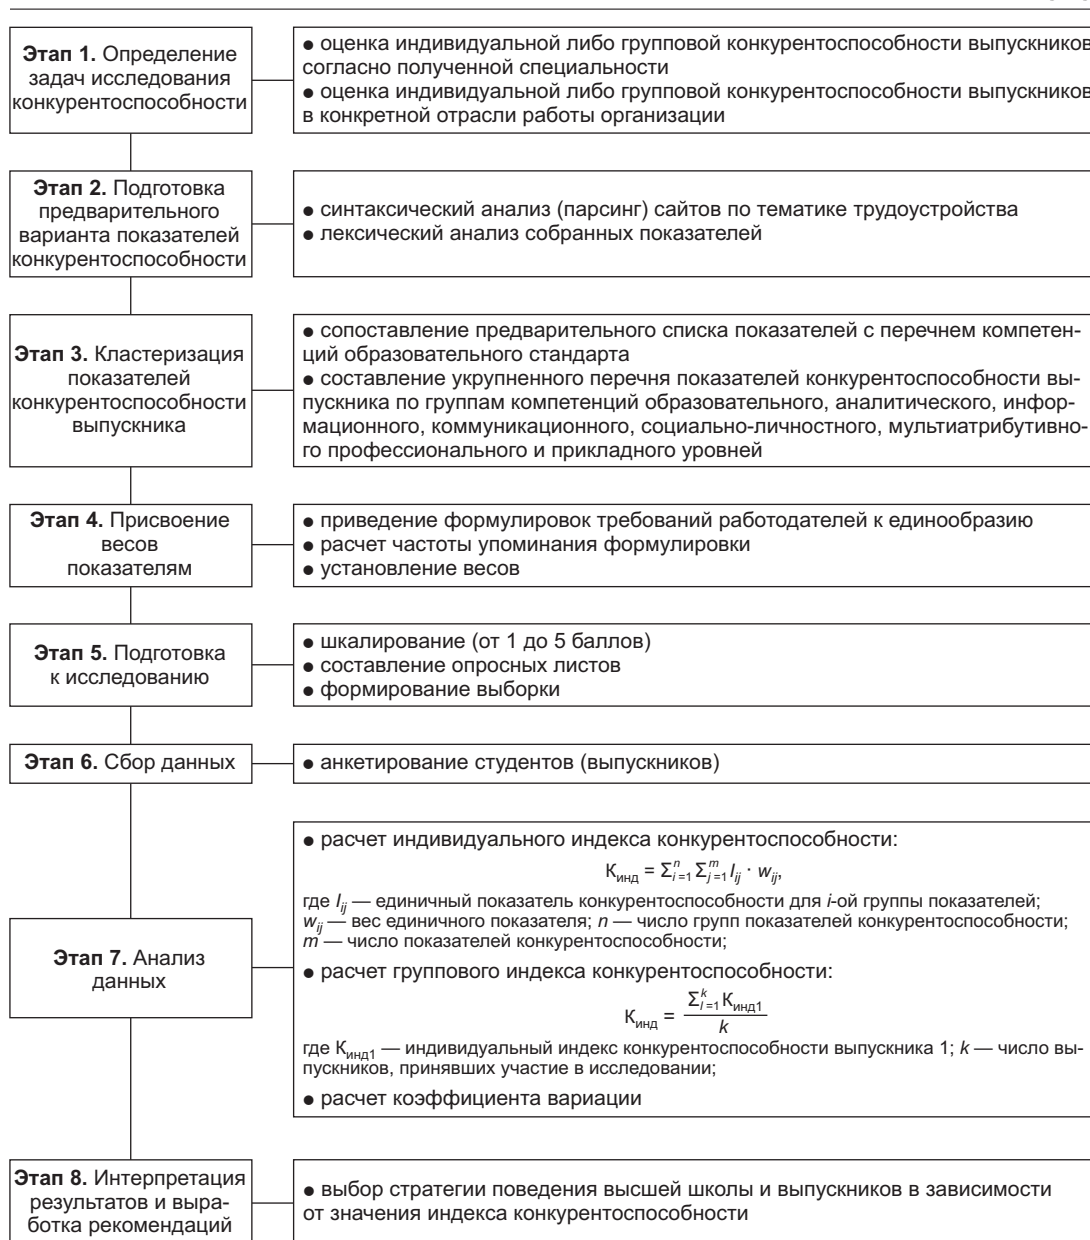 Этап 1. Определение
задач исследования
конкурентоспособности
● оценка индивидуальной либо групповой конкурентоспособности выпускников
согласно полученной специальности
● оценка индивидуальной либо групповой конкурентоспособности выпускников
в конкретной отрасли работы организации
Этап 2. Подготовка
предварительного
варианта показателей
конкурентоспособности
● синтаксический анализ (парсинг) сайтов по тематике трудоустройства
● лексический анализ собранных показателей
Этап 3. Кластеризация
показателей
конкурентоспособности
выпускника
● сопоставление предварительного списка показателей с перечнем компетен-
ций образовательного стандарта
● составление укрупненного перечня показателей конкурентоспособности вы-
пускника по группам компетенций образовательного, аналитического, инфор-
мационного, коммуникационного, социально-личностного, мультиатрибутивно-
го профессионального и прикладного уровней
Этап 4. Присвоение
весов
показателям
● приведение формулировок требований работодателей к единообразию
● расчет частоты упоминания формулировки
● установление весов
Этап 5. Подготовка
к исследованию
● шкалирование (от 1 до 5 баллов)
● составление опросных листов
● формирование выборки
Этап 6. Сбор данных
● анкетирование студентов (выпускников)
Этап 7. Анализ
данных
● расчет индивидуального индекса конкурентоспособности:
Kинд = Σⁿi=1 Σᵐj=1 Iij · wij,
где Iij — единичный показатель конкурентоспособности для i-ой группы показателей;
wij — вес единичного показателя; n — число групп показателей конкурентоспособности;
m — число показателей конкурентоспособности;
● расчет группового индекса конкурентоспособности:
Kинд = Σᵏl=1 Kинд1 / k
где Kинд1 — индивидуальный индекс конкурентоспособности выпускника 1; k — число вы-
пускников, принявших участие в исследовании;
● расчет коэффициента вариации
Этап 8. Интерпретация
результатов и выра-
ботка рекомендаций
● выбор стратегии поведения высшей школы и выпускников в зависимости
от значения индекса конкурентоспособности